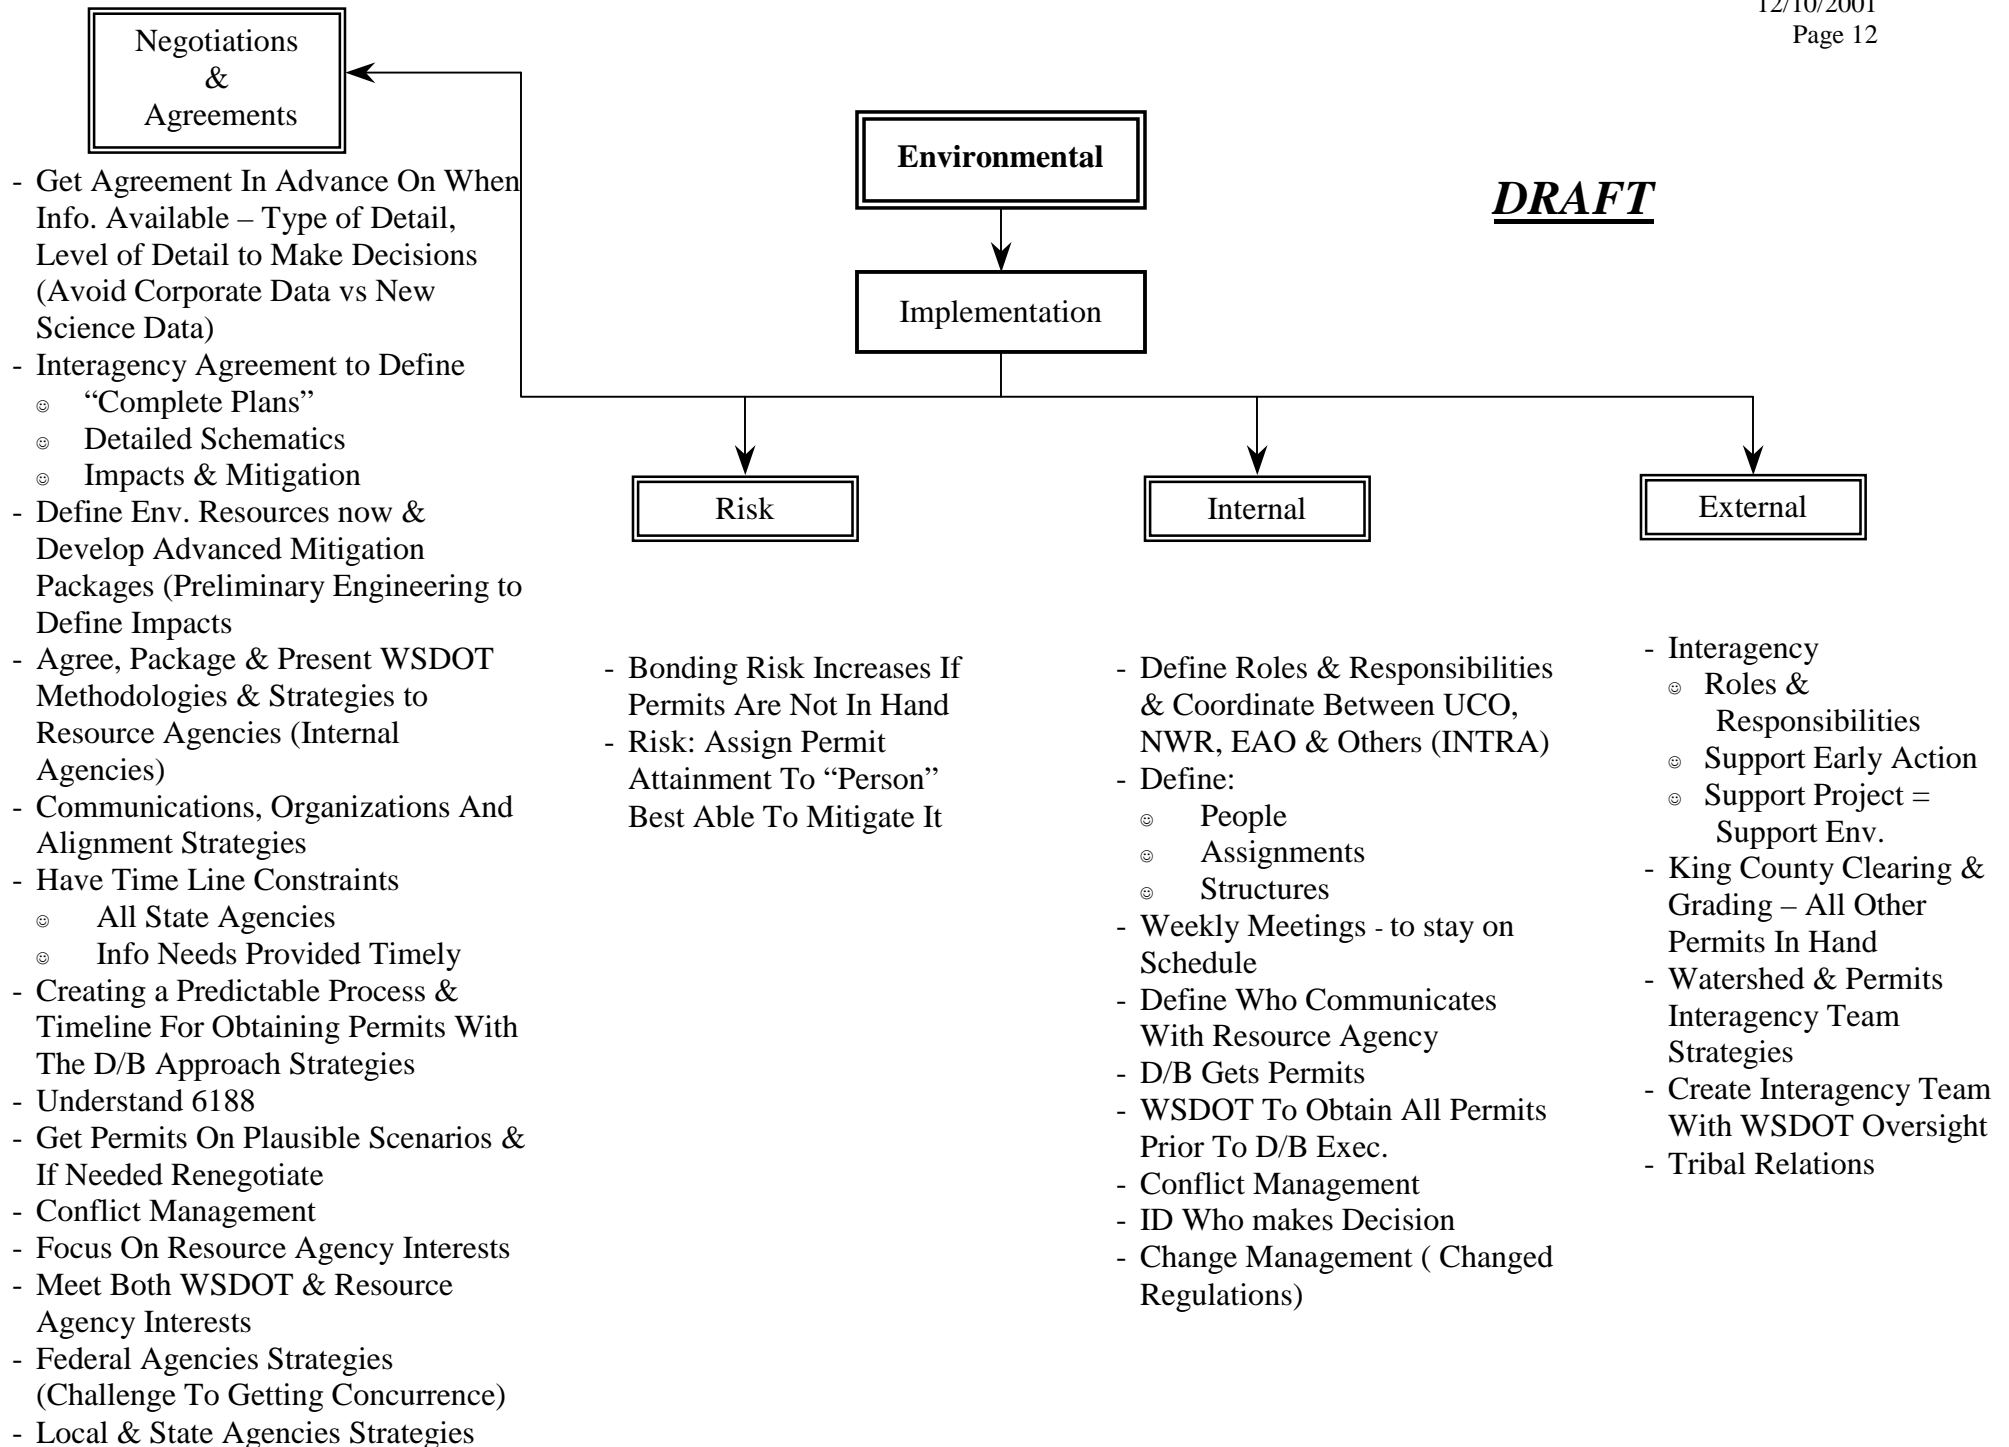 12/10/2001
Page 12
Negotiations
&
Agreements
Environmental
DRAFT
Implementation
- Get Agreement In Advance On When
Info. Available – Type of Detail,
Level of Detail to Make Decisions
(Avoid Corporate Data vs New
Science Data)
- Interagency Agreement to Define
☺ “Complete Plans”
☺ Detailed Schematics
☺ Impacts & Mitigation
- Define Env. Resources now &
Develop Advanced Mitigation
Packages (Preliminary Engineering to
Define Impacts
- Agree, Package & Present WSDOT
Methodologies & Strategies to
Resource Agencies (Internal
Agencies)
- Communications, Organizations And
Alignment Strategies
- Have Time Line Constraints
☺ All State Agencies
☺ Info Needs Provided Timely
- Creating a Predictable Process &
Timeline For Obtaining Permits With
The D/B Approach Strategies
- Understand 6188
- Get Permits On Plausible Scenarios &
If Needed Renegotiate
- Conflict Management
- Focus On Resource Agency Interests
- Meet Both WSDOT & Resource
Agency Interests
- Federal Agencies Strategies
(Challenge To Getting Concurrence)
- Local & State Agencies Strategies
Risk
- Bonding Risk Increases If
Permits Are Not In Hand
- Risk: Assign Permit
Attainment To “Person”
Best Able To Mitigate It
Internal
- Define Roles & Responsibilities
& Coordinate Between UCO,
NWR, EAO & Others (INTRA)
- Define:
☺ People
☺ Assignments
☺ Structures
- Weekly Meetings - to stay on
Schedule
- Define Who Communicates
With Resource Agency
- D/B Gets Permits
- WSDOT To Obtain All Permits
Prior To D/B Exec.
- Conflict Management
- ID Who makes Decision
- Change Management ( Changed
Regulations)
External
- Interagency
☺ Roles &
Responsibilities
☺ Support Early Action
☺ Support Project =
Support Env.
- King County Clearing &
Grading – All Other
Permits In Hand
- Watershed & Permits
Interagency Team
Strategies
- Create Interagency Team
With WSDOT Oversight
- Tribal Relations